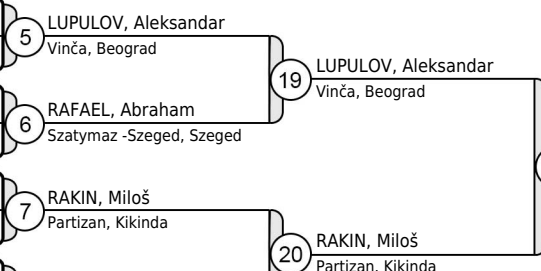 5
LUPULOV, Aleksandar
Vinča, Beograd
6
RAFAEL, Abraham
Szatymaz -Szeged, Szeged
19
LUPULOV, Aleksandar
Vinča, Beograd
7
RAKIN, Miloš
Partizan, Kikinda
20
RAKIN, Miloš
Partizan, Kikinda